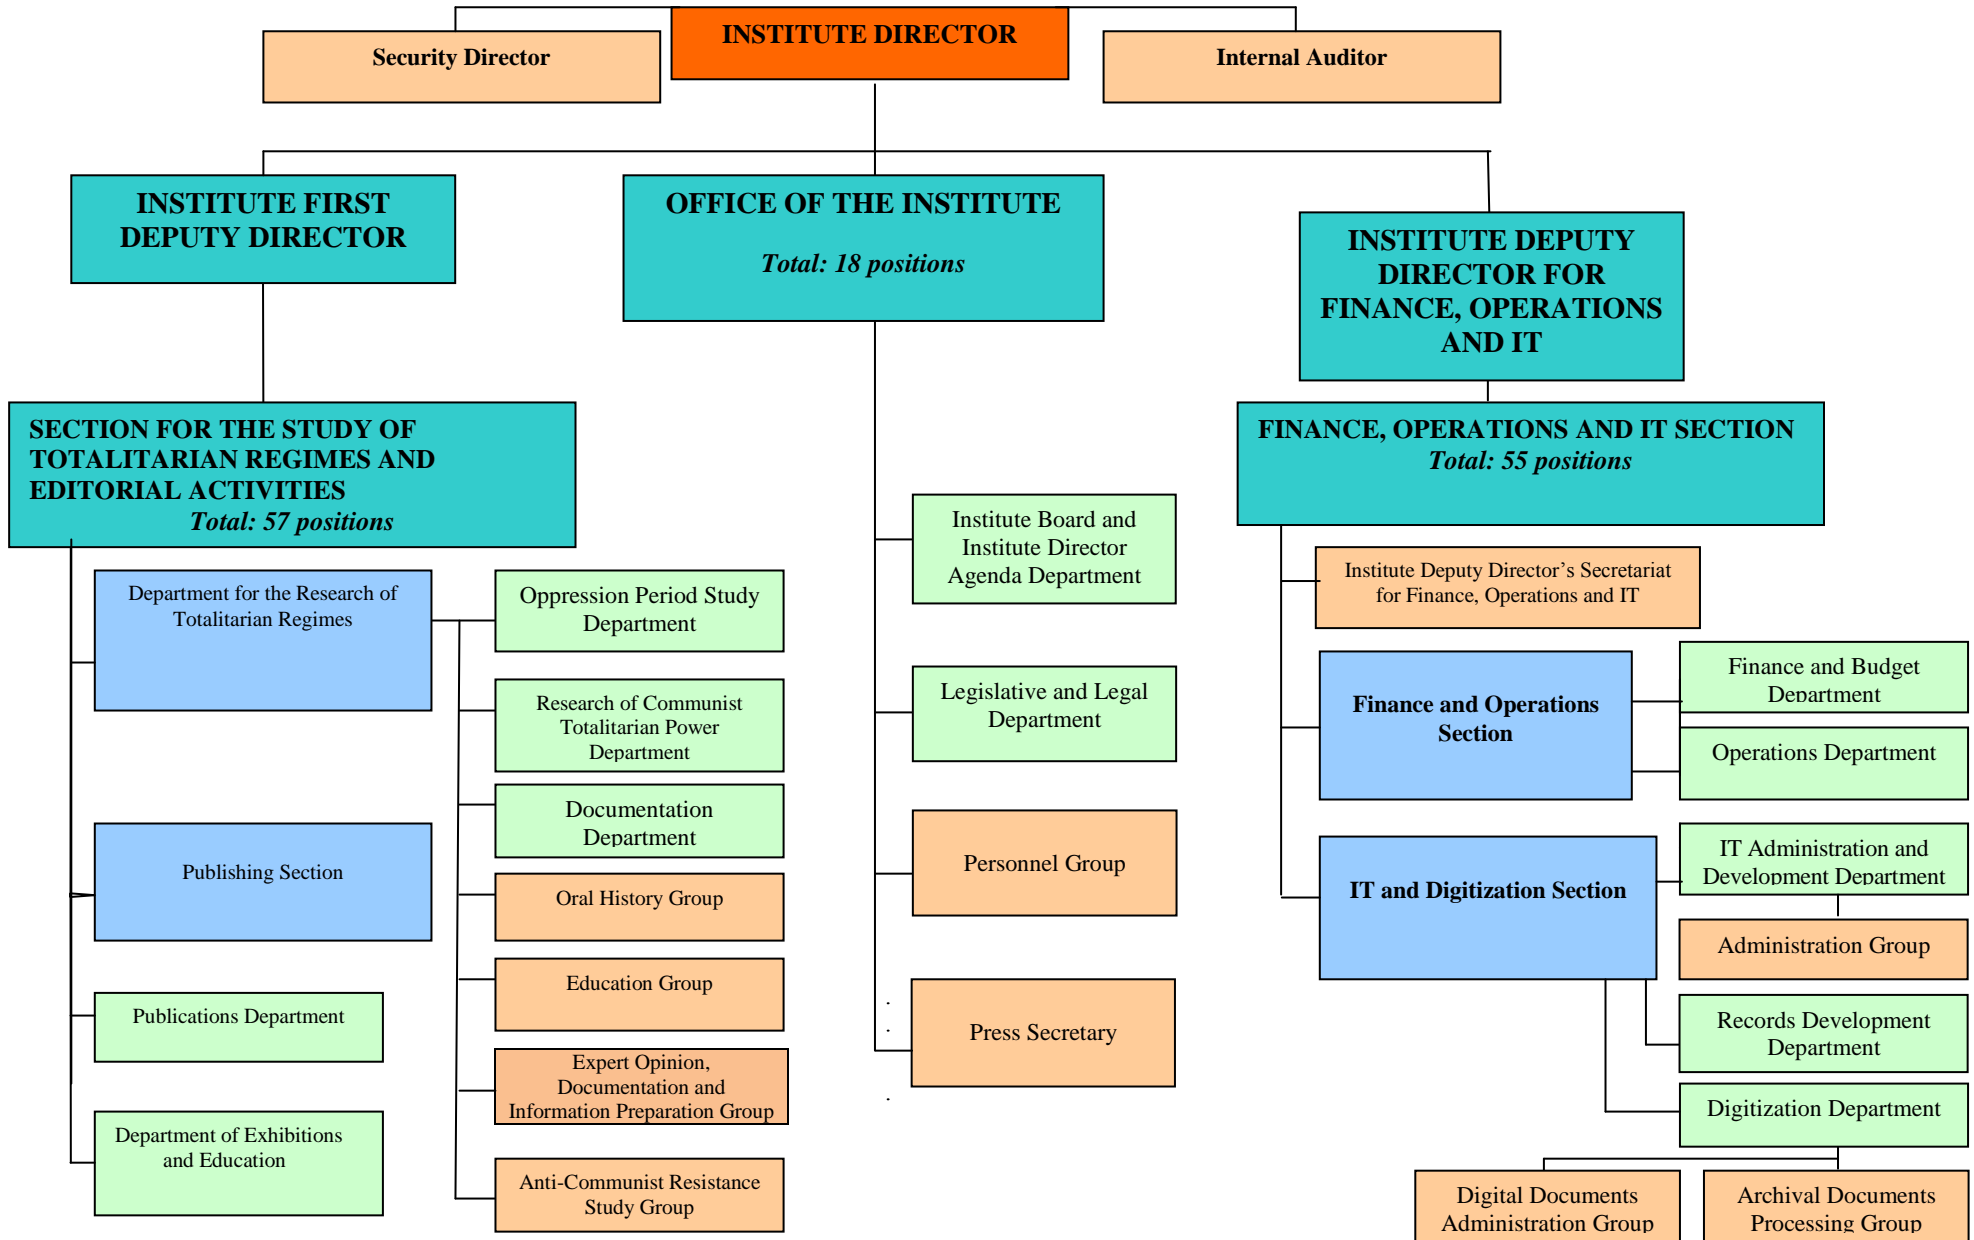 INSTITUTE DIRECTOR
Security Director
Internal Auditor
INSTITUTE FIRST
DEPUTY DIRECTOR
OFFICE OF THE INSTITUTE
Total: 18 positions
INSTITUTE DEPUTY
DIRECTOR FOR
FINANCE, OPERATIONS
AND IT
SECTION FOR THE STUDY OF
TOTALITARIAN REGIMES AND
EDITORIAL ACTIVITIES
Total: 57 positions
FINANCE, OPERATIONS AND IT SECTION
Total: 55 positions
Department for the Research of
Totalitarian Regimes
Publishing Section
Publications Department
Department of Exhibitions
and Education
Oppression Period Study
Department
Research of Communist
Totalitarian Power
Department
Documentation
Department
Oral History Group
Education Group
Expert Opinion,
Documentation and
Information Preparation Group
Anti-Communist Resistance
Study Group
Institute Board and
Institute Director
Agenda Department
Legislative and Legal
Department
Personnel Group
Press Secretary
Institute Deputy Director’s Secretariat
for Finance, Operations and IT
Finance and Operations
Section
Finance and Budget
Department
Operations Department
IT and Digitization Section
IT Administration and
Development Department
Administration Group
Records Development
Department
Digitization Department
Digital Documents
Administration Group
Archival Documents
Processing Group